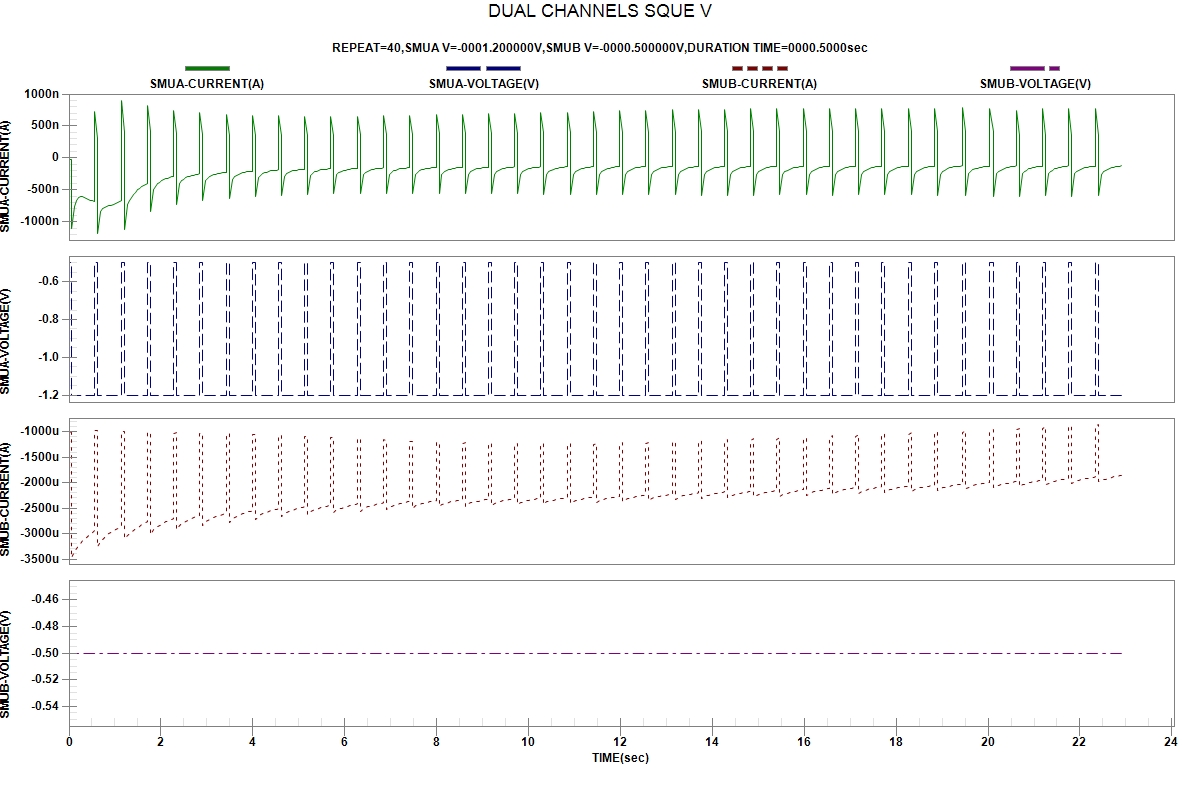 DUAL CHANNELS SQUE V
REPEAT=40,SMUA V=-0001.200000V,SMUB V=-0000.500000V,DURATION TIME=0000.5000sec
SMUA-CURRENT(A) SMUA-VOLTAGE(V) SMUB-CURRENT(A) SMUB-VOLTAGE(V)
SMUA-CURRENT(A)
1000n
500n
0
-500n
-1000n
SMUA-VOLTAGE(V)
-0.6
-0.8
-1.0
-1.2
SMUB-CURRENT(A)
-1000u
-1500u
-2000u
-2500u
-3000u
-3500u
SMUB-VOLTAGE(V)
-0.46
-0.48
-0.50
-0.52
-0.54
0 2 4 6 8 10 12 14 16 18 20 22 24
TIME(sec)